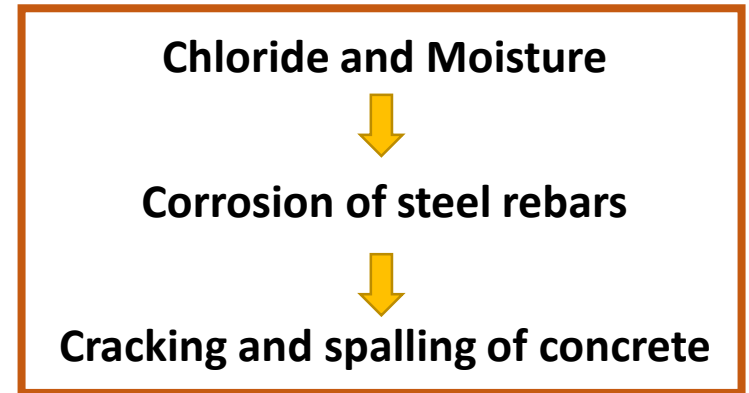 Chloride and Moisture
Corrosion of steel rebars
Cracking and spalling of concrete